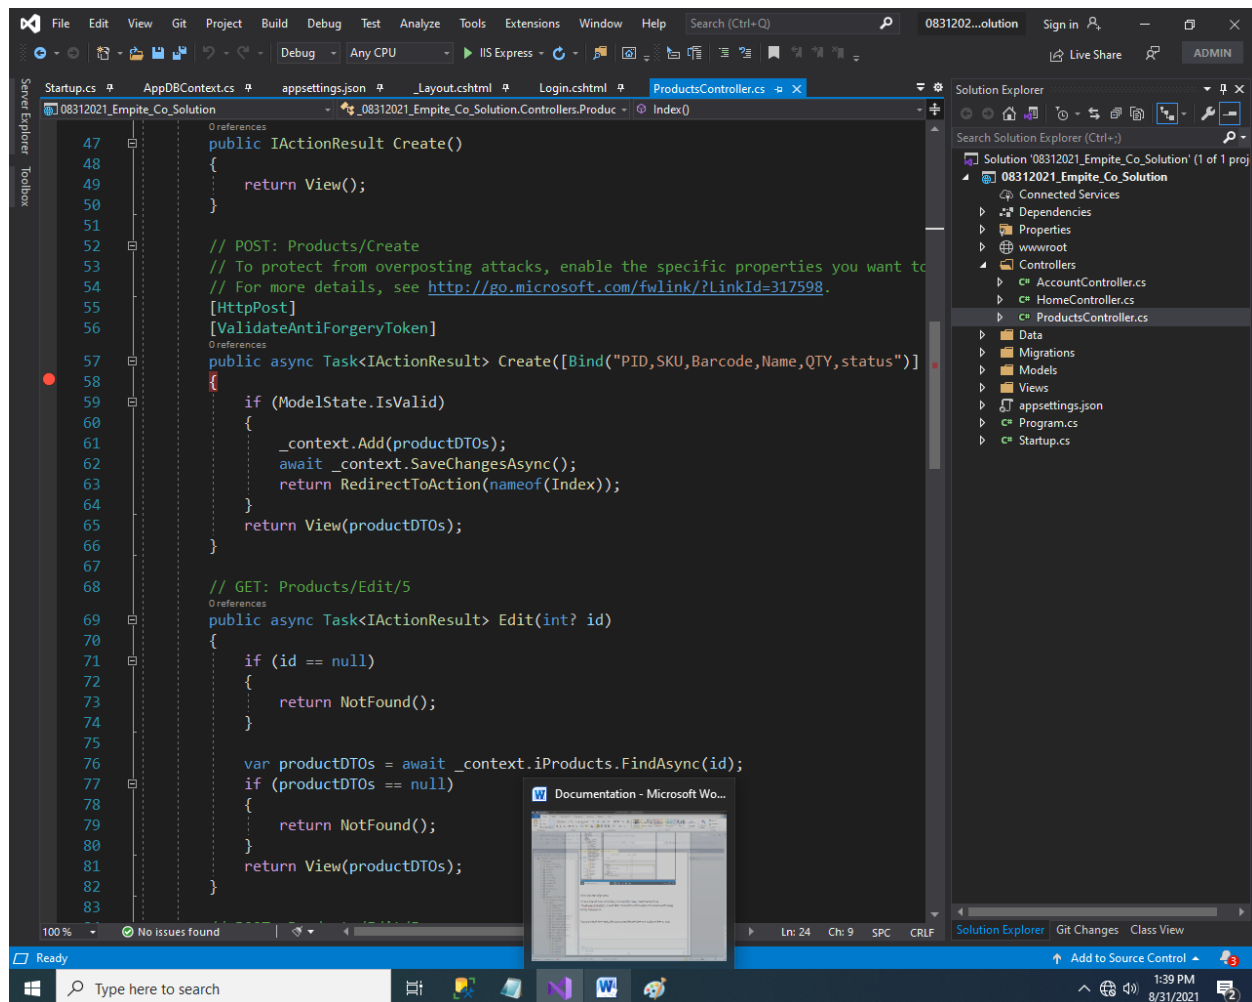 File Edit View Git Project Build Debug Test Analyze Tools Extensions Window Help Search (Ctrl+Q) 0831202...olution Sign in
Debug Any CPU IIS Express Live Share ADMIN
Server Explorer
Toolbox
Startup.cs AppDBContext.cs appsettings.json _Layout.cshtml Login.cshtml ProductsController.cs
08312021_Empite_Co_Solution _08312021_Empite_Co_Solution.Controllers.Produc Index()
0 references
47 public IActionResult Create()
48 {
49 return View();
50 }
51
52 // POST: Products/Create
53 // To protect from overposting attacks, enable the specific properties you want to
54 // For more details, see http://go.microsoft.com/fwlink/?LinkId=317598.
55 [HttpPost]
56 [ValidateAntiForgeryToken]
0 references
57 public async Task<IActionResult> Create([Bind("PID,SKU,Barcode,Name,QTY,status")]
58 {
59 if (ModelState.IsValid)
60 {
61 _context.Add(productDTOs);
62 await _context.SaveChangesAsync();
63 return RedirectToAction(nameof(Index));
64 }
65 return View(productDTOs);
66 }
67
68 // GET: Products/Edit/5
0 references
69 public async Task<IActionResult> Edit(int? id)
70 {
71 if (id == null)
72 {
73 return NotFound();
74 }
75
76 var productDTOs = await _context.iProducts.FindAsync(id);
77 if (productDTOs == null)
78 {
79 return NotFound();
80 }
81 return View(productDTOs);
82 }
83
Documentation - Microsoft Wo...
100 % No issues found Ln: 24 Ch: 9 SPC CRLF
Solution Explorer
Search Solution Explorer (Ctrl+;)
Solution '08312021_Empite_Co_Solution' (1 of 1 proj
08312021_Empite_Co_Solution
Connected Services
Dependencies
Properties
wwwroot
Controllers
C# AccountController.cs
C# HomeController.cs
C# ProductsController.cs
Data
Migrations
Models
Views
appsettings.json
C# Program.cs
C# Startup.cs
Solution Explorer Git Changes Class View
Ready Add to Source Control 3
Type here to search 1:39 PM
8/31/2021 2